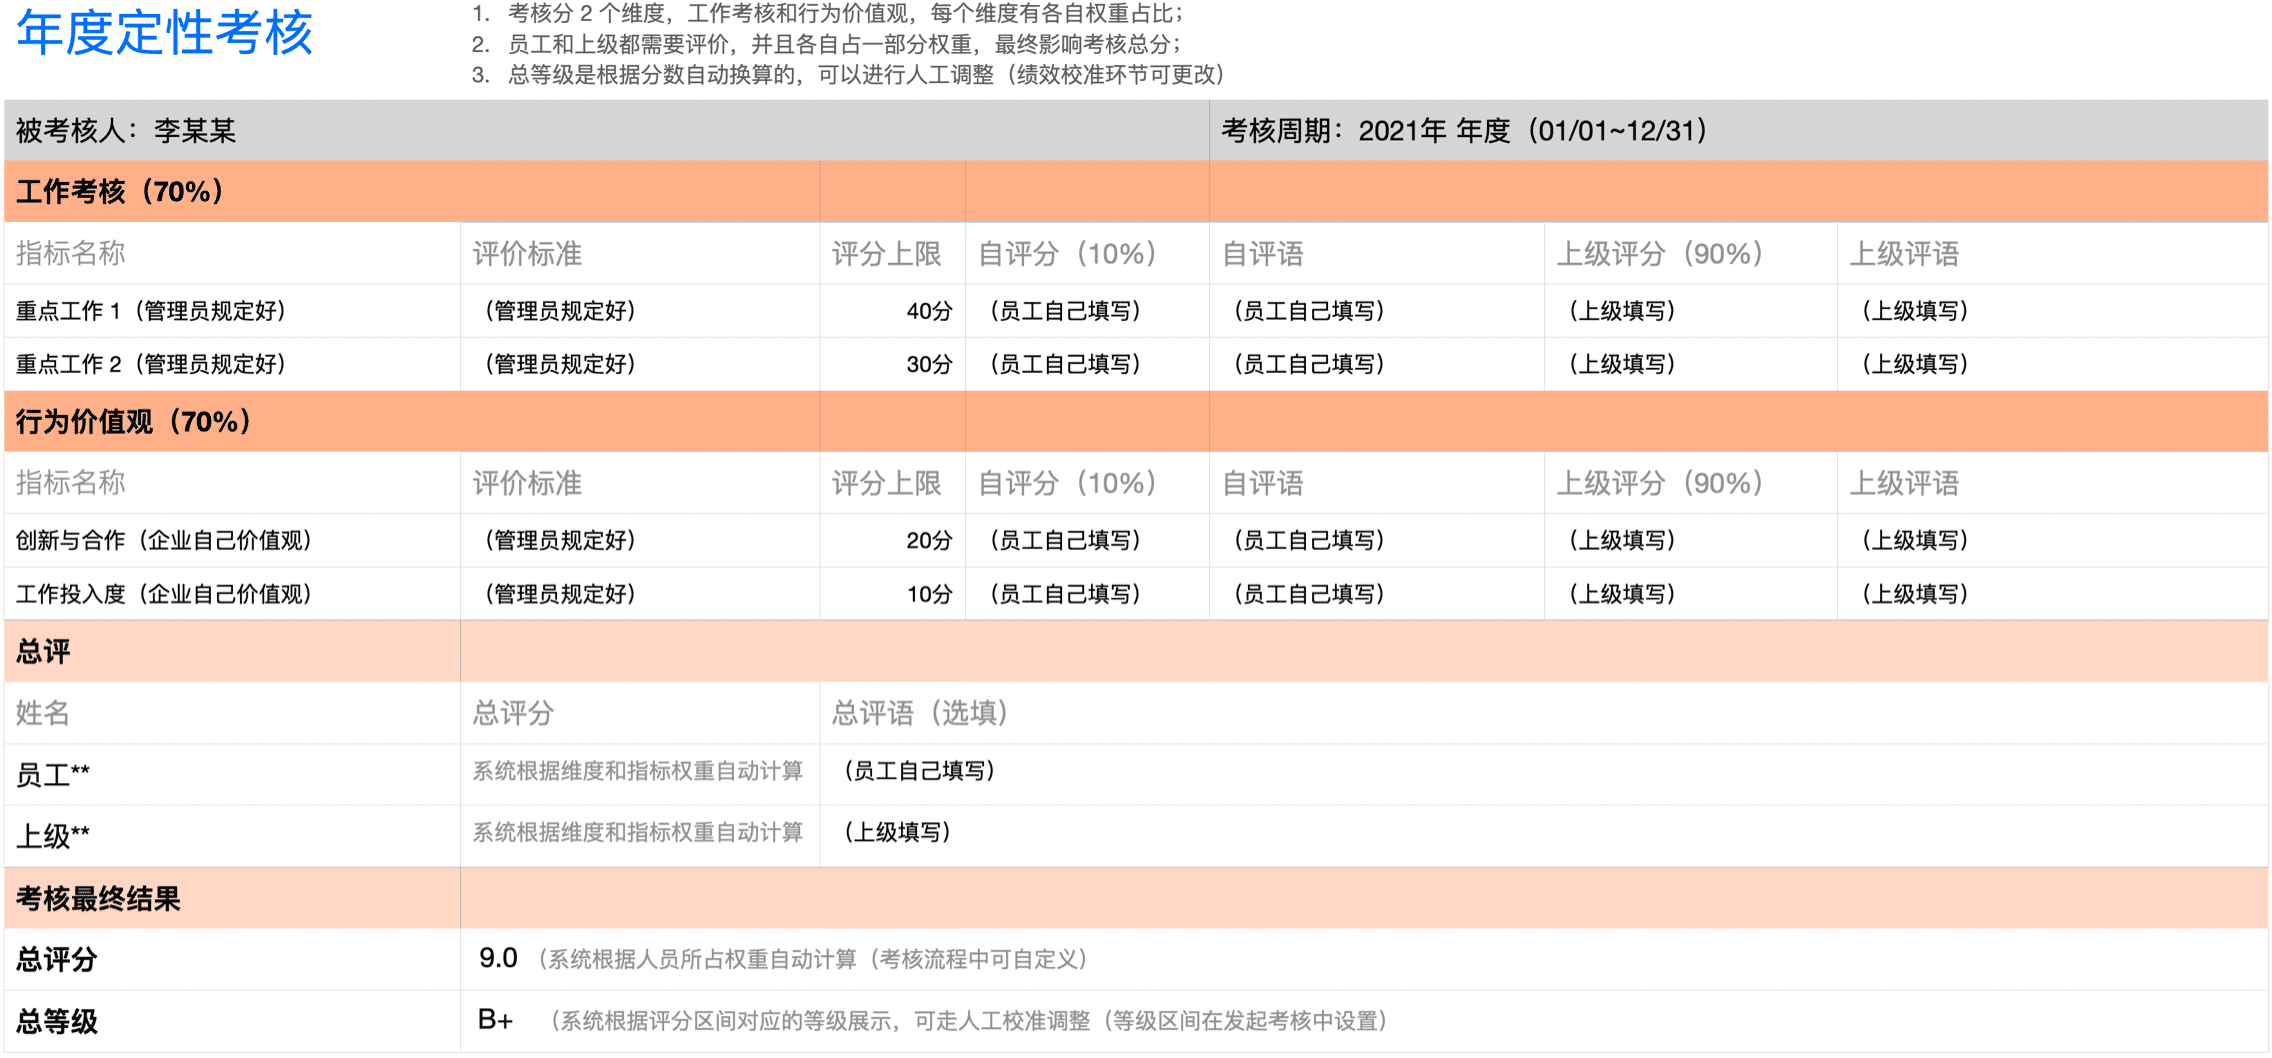 年度定性考核
1. 考核分 2 个维度，工作考核和行为价值观，每个维度有各自权重占比；
2. 员工和上级都需要评价，并且各自占一部分权重，最终影响考核总分；
3. 总等级是根据分数自动换算的，可以进行人工调整（绩效校准环节可更改）
被考核人：李某某 考核周期：2021年 年度（01/01~12/31）
工作考核（70%）
指标名称 评价标准 评分上限 自评分（10%） 自评语 上级评分（90%） 上级评语
重点工作 1（管理员规定好） （管理员规定好） 40分 （员工自己填写） （员工自己填写） （上级填写） （上级填写）
重点工作 2（管理员规定好） （管理员规定好） 30分 （员工自己填写） （员工自己填写） （上级填写） （上级填写）
行为价值观（70%）
指标名称 评价标准 评分上限 自评分（10%） 自评语 上级评分（90%） 上级评语
创新与合作（企业自己价值观） （管理员规定好） 20分 （员工自己填写） （员工自己填写） （上级填写） （上级填写）
工作投入度（企业自己价值观） （管理员规定好） 10分 （员工自己填写） （员工自己填写） （上级填写） （上级填写）
总评
姓名 总评分 总评语（选填）
员工** 系统根据维度和指标权重自动计算 （员工自己填写）
上级** 系统根据维度和指标权重自动计算 （上级填写）
考核最终结果
总评分 9.0 （系统根据人员所占权重自动计算（考核流程中可自定义）
总等级 B+ （系统根据评分区间对应的等级展示，可走人工校准调整（等级区间在发起考核中设置）